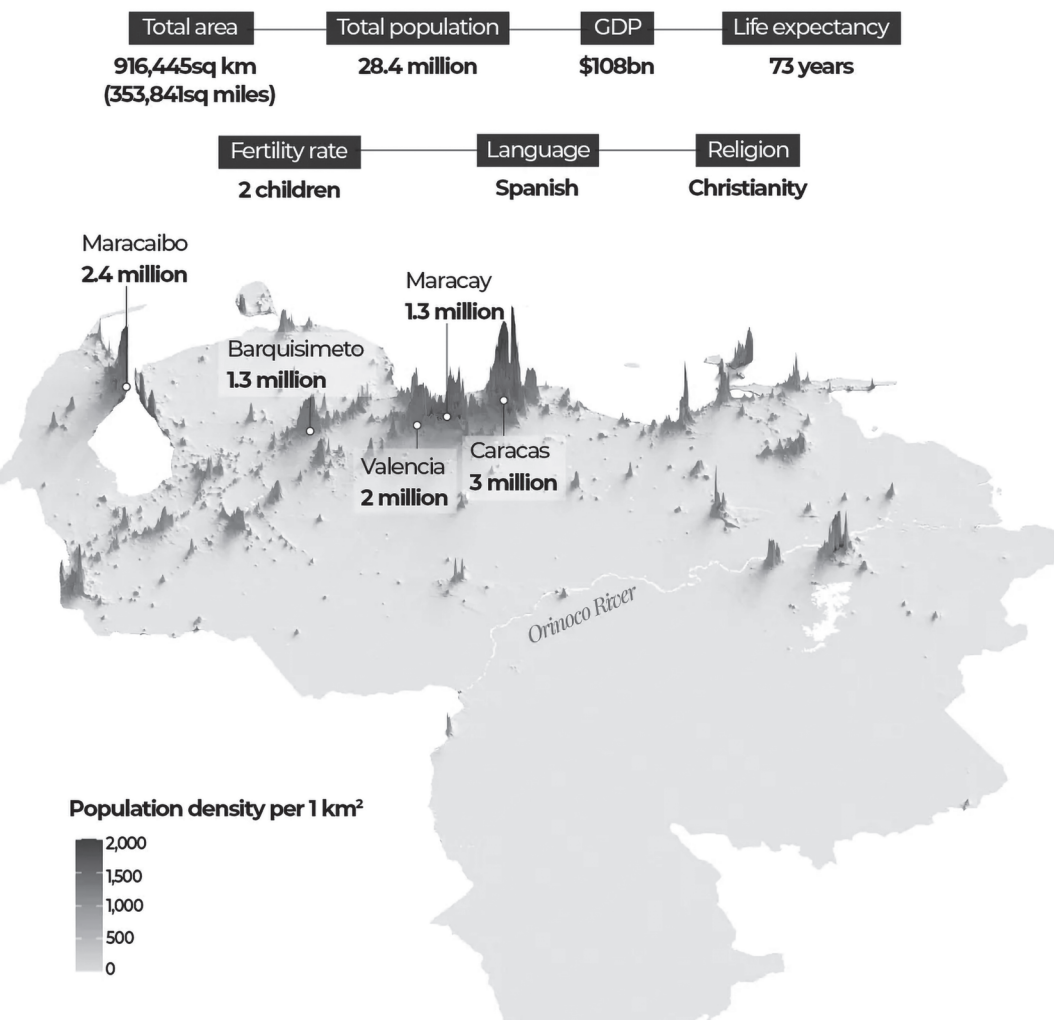 Total area
Total population
GDP
Life expectancy
916,445sq km
(353,841sq miles)
28.4 million
$108bn
73 years
Fertility rate
Language
Religion
2 children
Spanish
Christianity
Maracaibo
2.4 million
Maracay
1.3 million
Barquisimeto
1.3 million
Valencia
2 million
Caracas
3 million
Orinoco River
Population density per 1 km²
2,000
1,500
1,000
500
0